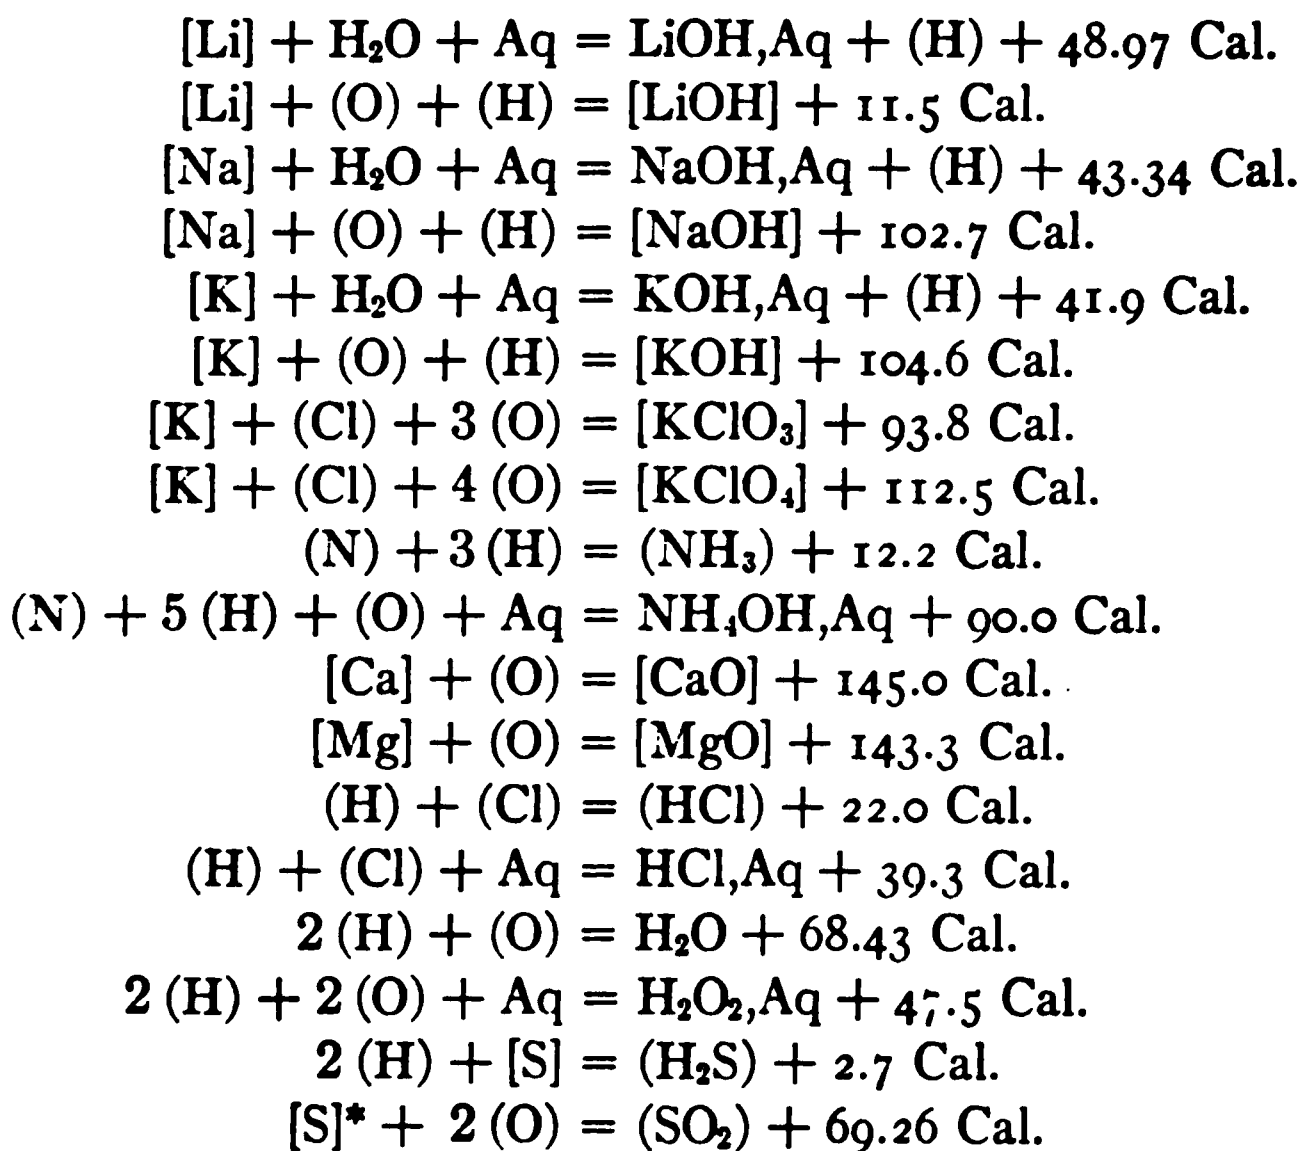 [Li] + H₂O + Aq = LiOH,Aq + (H) + 48.97 Cal.
[Li] + (O) + (H) = [LiOH] + 11.5 Cal.
[Na] + H₂O + Aq = NaOH,Aq + (H) + 43.34 Cal.
[Na] + (O) + (H) = [NaOH] + 102.7 Cal.
[K] + H₂O + Aq = KOH,Aq + (H) + 41.9 Cal.
[K] + (O) + (H) = [KOH] + 104.6 Cal.
[K] + (Cl) + 3 (O) = [KClO₃] + 93.8 Cal.
[K] + (Cl) + 4 (O) = [KClO₄] + 112.5 Cal.
(N) + 3 (H) = (NH₃) + 12.2 Cal.
(N) + 5 (H) + (O) + Aq = NH₄OH,Aq + 90.0 Cal.
[Ca] + (O) = [CaO] + 145.0 Cal.
[Mg] + (O) = [MgO] + 143.3 Cal.
(H) + (Cl) = (HCl) + 22.0 Cal.
(H) + (Cl) + Aq = HCl,Aq + 39.3 Cal.
2 (H) + (O) = H₂O + 68.43 Cal.
2 (H) + 2 (O) + Aq = H₂O₂,Aq + 47.5 Cal.
2 (H) + [S] = (H₂S) + 2.7 Cal.
[S]* + 2 (O) = (SO₂) + 69.26 Cal.